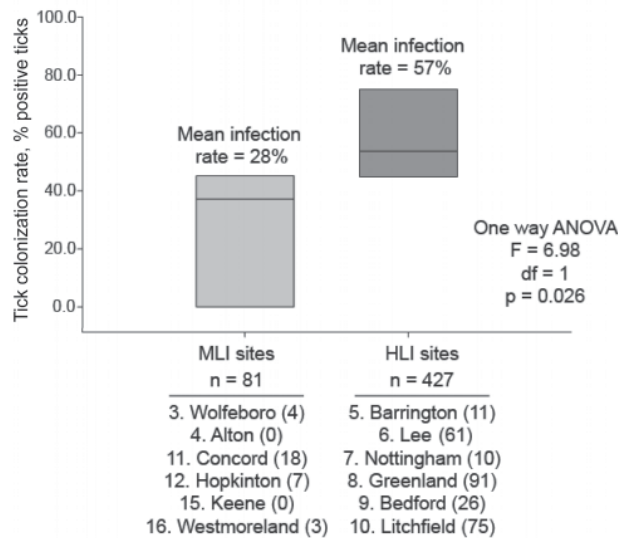 100.0
80.0
60.0
40.0
20.0
0.0
Tick colonization rate, % positive ticks
Mean infection
rate = 28%
Mean infection
rate = 57%
One way ANOVA
F = 6.98
df = 1
p = 0.026
MLI sites
n = 81
3. Wolfeboro (4)
4. Alton (0)
11. Concord (18)
12. Hopkinton (7)
15. Keene (0)
16. Westmoreland (3)
HLI sites
n = 427
5. Barrington (11)
6. Lee (61)
7. Nottingham (10)
8. Greenland (91)
9. Bedford (26)
10. Litchfield (75)